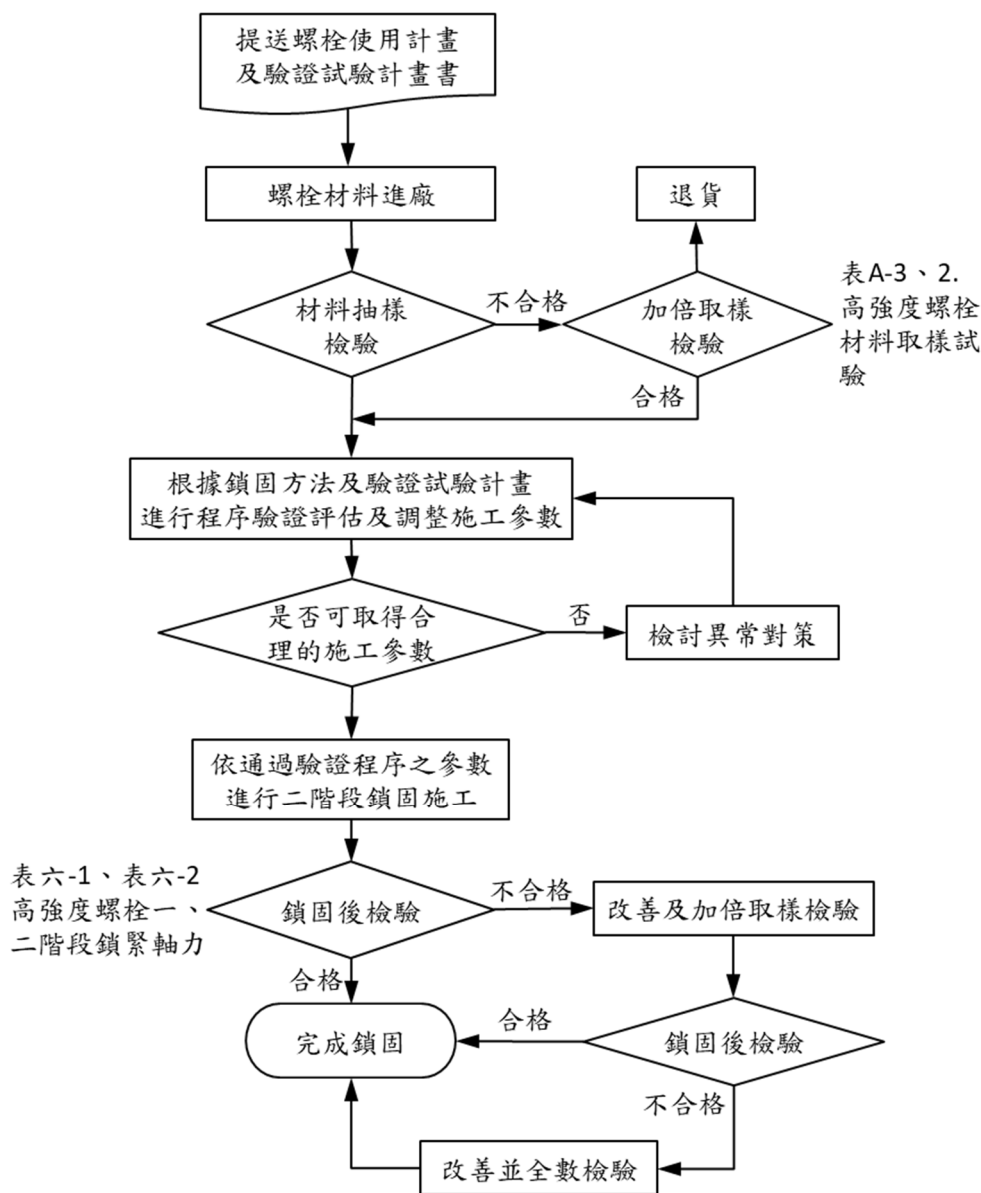 提送螺栓使用計畫
及驗證試驗計畫書
螺栓材料進廠
退貨
材料抽樣
檢驗
不合格
加倍取樣
檢驗
表A-3、2.
高強度螺栓
材料取樣試
驗
合格
根據鎖固方法及驗證試驗計畫
進行程序驗證評估及調整施工參數
是否可取得合
理的施工參數
否
檢討異常對策
依通過驗證程序之參數
進行二階段鎖固施工
表六-1、表六-2
高強度螺栓一、
二階段鎖緊軸力
鎖固後檢驗
不合格
改善及加倍取樣檢驗
合格
完成鎖固
合格
鎖固後檢驗
不合格
改善並全數檢驗